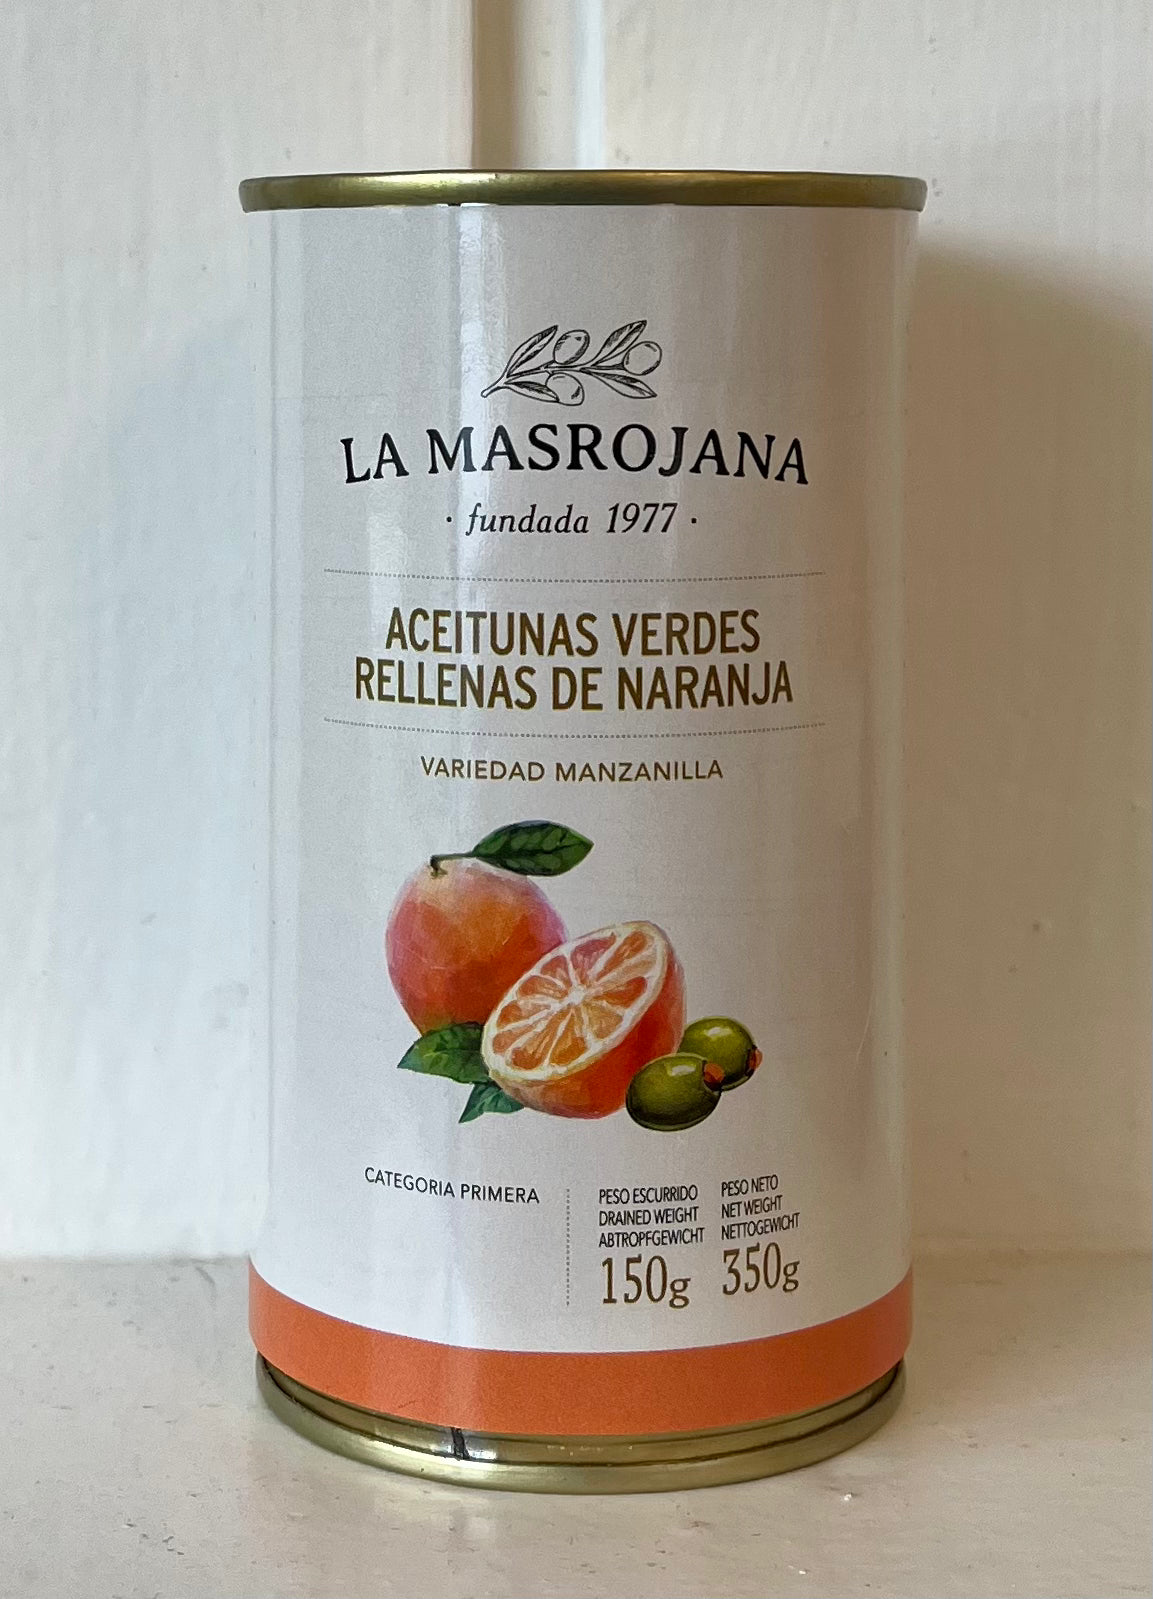 LA MASROJANA
· fundada 1977 ·
ACEITUNAS VERDES
RELLENAS DE NARANJA
VARIEDAD MANZANILLA
CATEGORIA PRIMERA
PESO ESCURRIDO
DRAINED WEIGHT
ABTROPFGEWICHT
150g
PESO NETO
NET WEIGHT
NETTOGEWICHT
350g